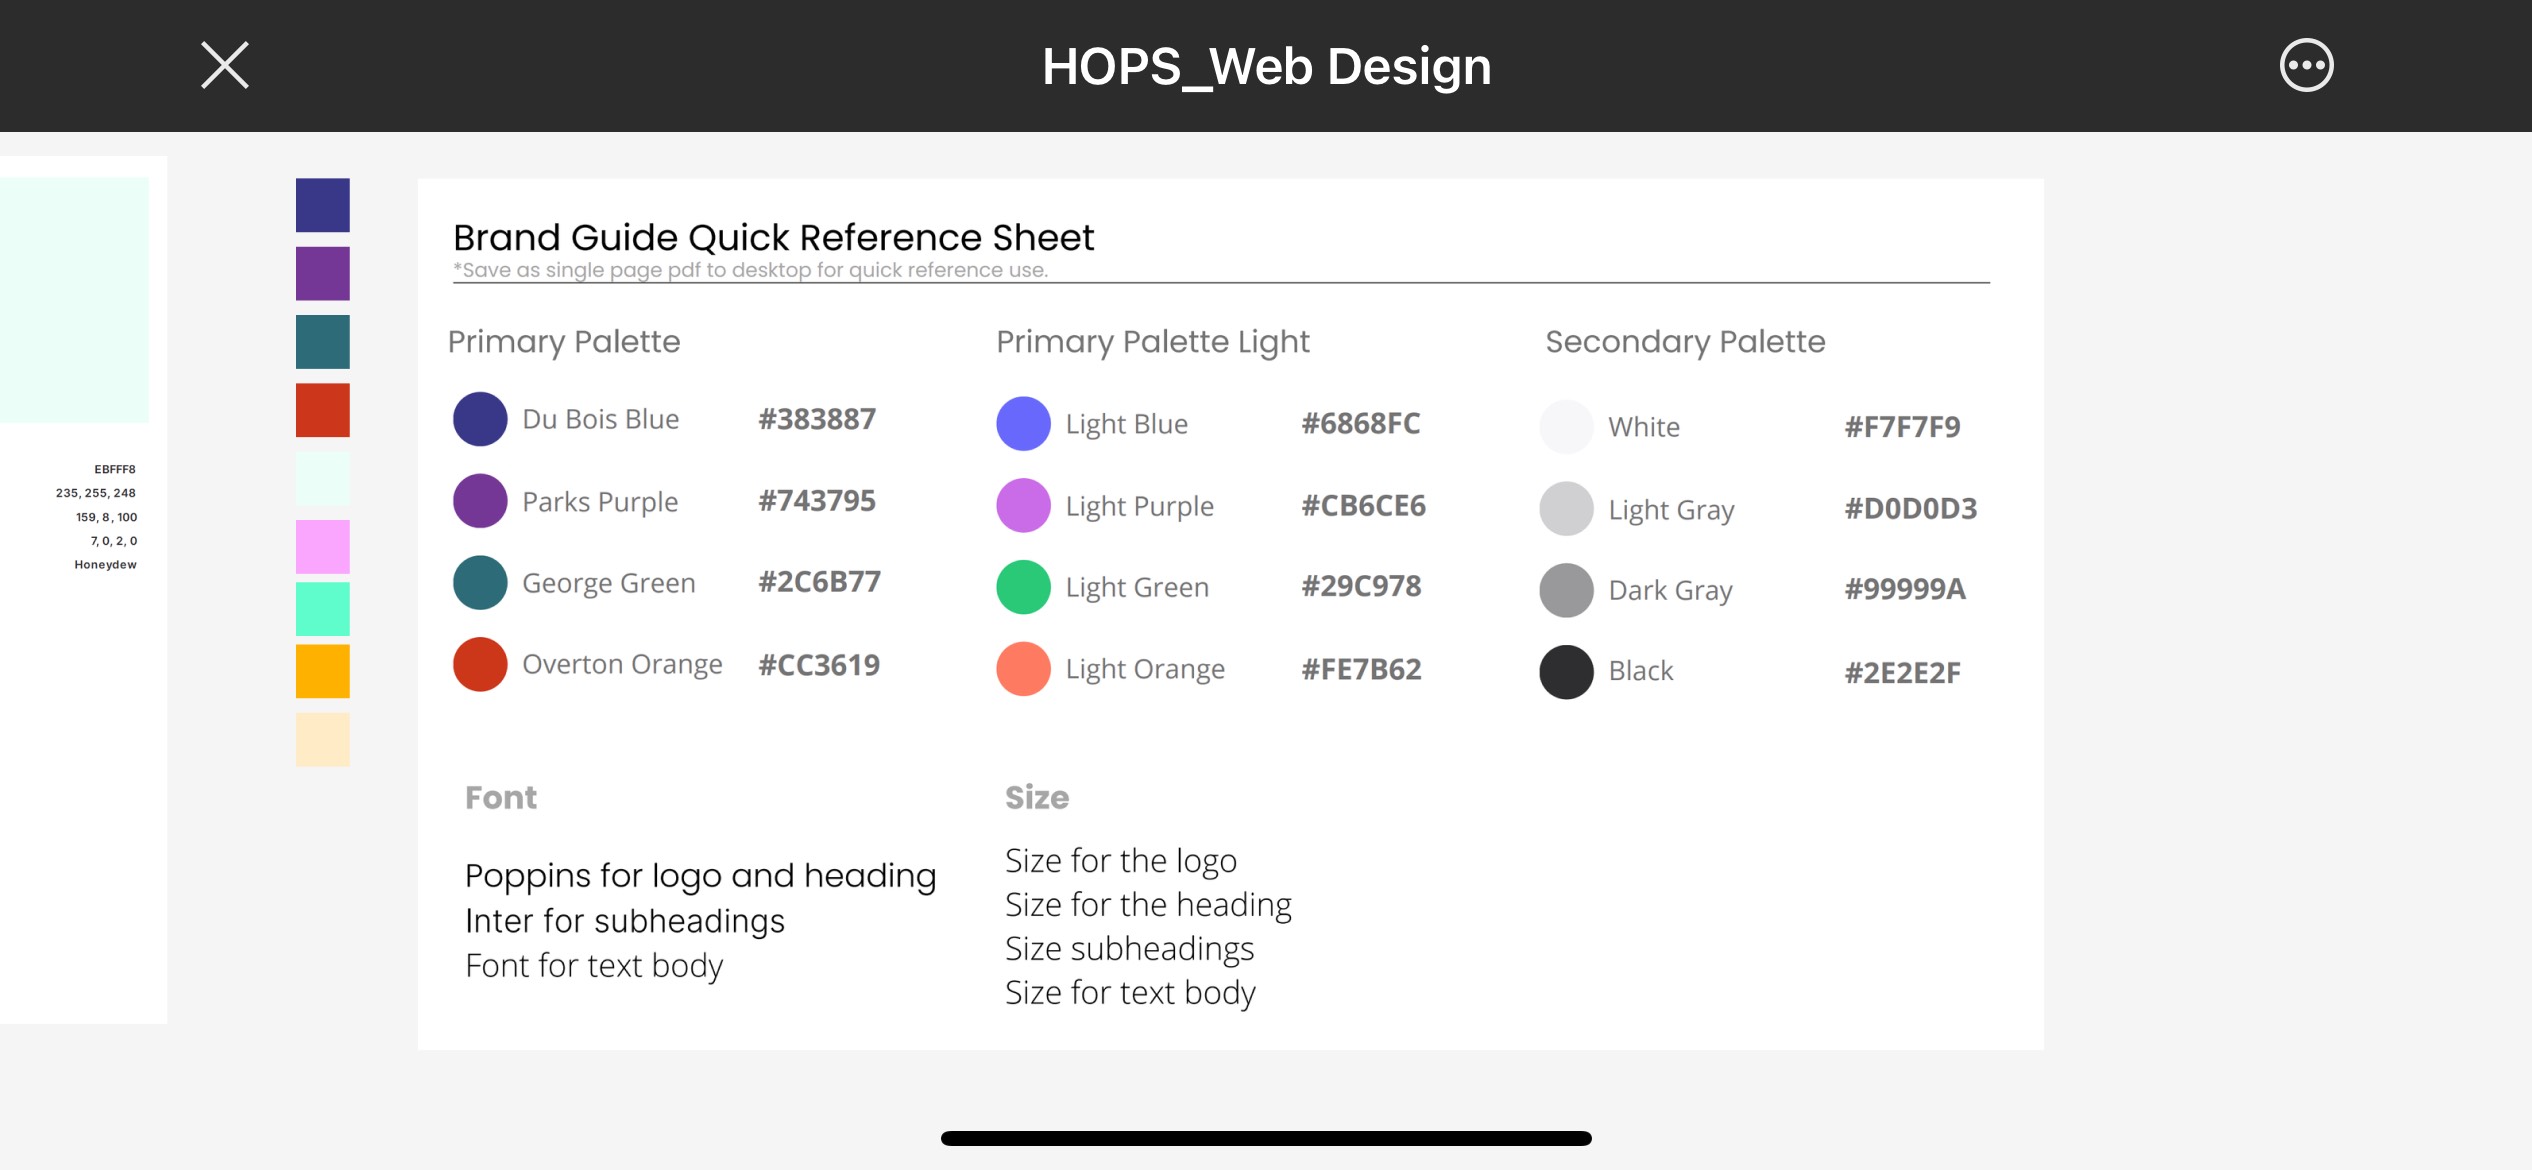 HOPS_Web Design
EBFFF8
235, 255, 248
159, 8, 100
7, 0, 2, 0
Honeydew
Brand Guide Quick Reference Sheet
*Save as single page pdf to desktop for quick reference use.
Primary Palette
Du Bois Blue #383887
Parks Purple #743795
George Green #2C6B77
Overton Orange #CC3619
Primary Palette Light
Light Blue #6868FC
Light Purple #CB6CE6
Light Green #29C978
Light Orange #FE7B62
Secondary Palette
White #F7F7F9
Light Gray #D0D0D3
Dark Gray #99999A
Black #2E2E2F
Font
Poppins for logo and heading
Inter for subheadings
Font for text body
Size
Size for the logo
Size for the heading
Size subheadings
Size for text body